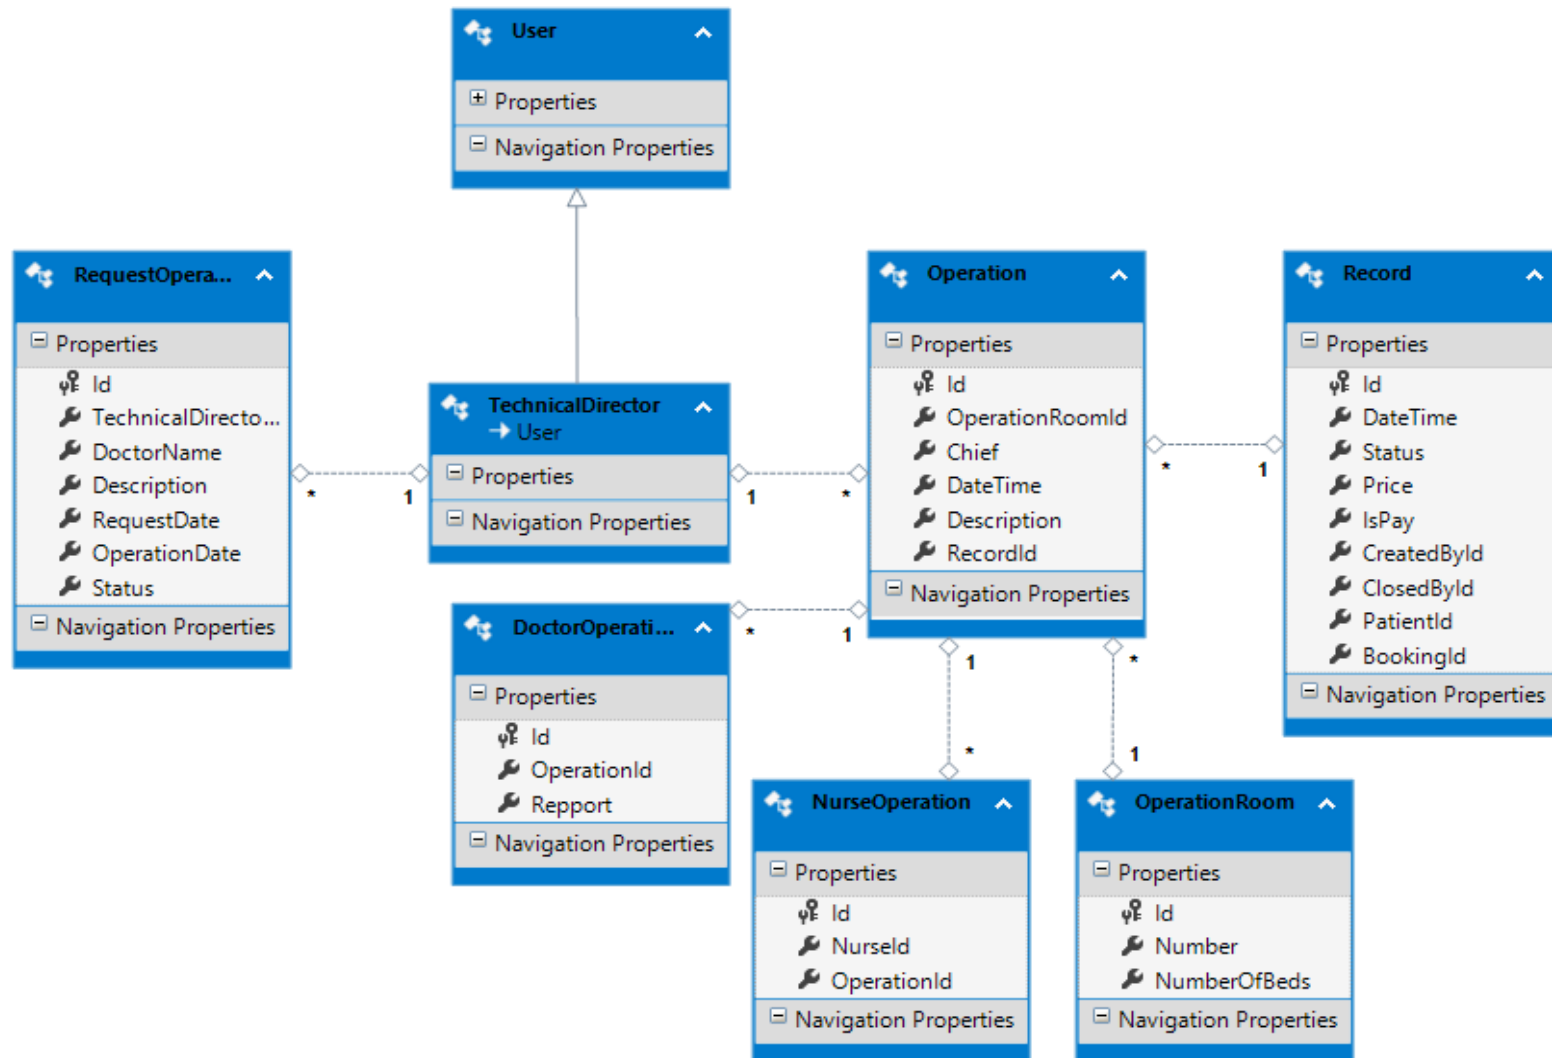 User
Properties
Navigation Properties
RequestOpera...
Properties
Id
TechnicalDirecto...
DoctorName
Description
RequestDate
OperationDate
Status
Navigation Properties
* 1
TechnicalDirector
User
Properties
Navigation Properties
1 *
Operation
Properties
Id
OperationRoomId
Chief
DateTime
Description
RecordId
Navigation Properties
* 1
Record
Properties
Id
DateTime
Status
Price
IsPay
CreatedById
ClosedById
PatientId
BookingId
Navigation Properties
DoctorOperati...
Properties
Id
OperationId
Repport
Navigation Properties
* 1
1
*
*
1
NurseOperation
Properties
Id
NurseId
OperationId
Navigation Properties
OperationRoom
Properties
Id
Number
NumberOfBeds
Navigation Properties